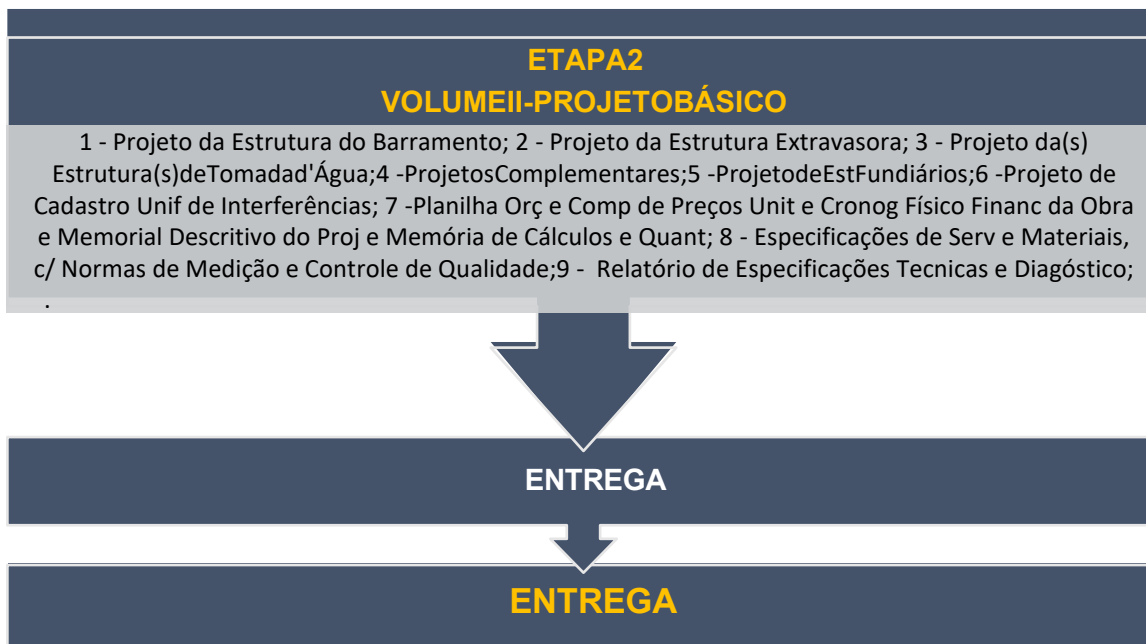 ETAPA2
VOLUMEII-PROJETOBÁSICO
1 - Projeto da Estrutura do Barramento; 2 - Projeto da Estrutura Extravasora; 3 - Projeto da(s)
Estrutura(s)deTomadad'Água;4 -ProjetosComplementares;5 -ProjetodeEstFundiários;6 -Projeto de
Cadastro Unif de Interferências; 7 -Planilha Orç e Comp de Preços Unit e Cronog Físico Financ da Obra
e Memorial Descritivo do Proj e Memória de Cálculos e Quant; 8 - Especificações de Serv e Materiais,
c/ Normas de Medição e Controle de Qualidade;9 - Relatório de Especificações Tecnicas e Diagóstico;
.
ENTREGA
ENTREGA